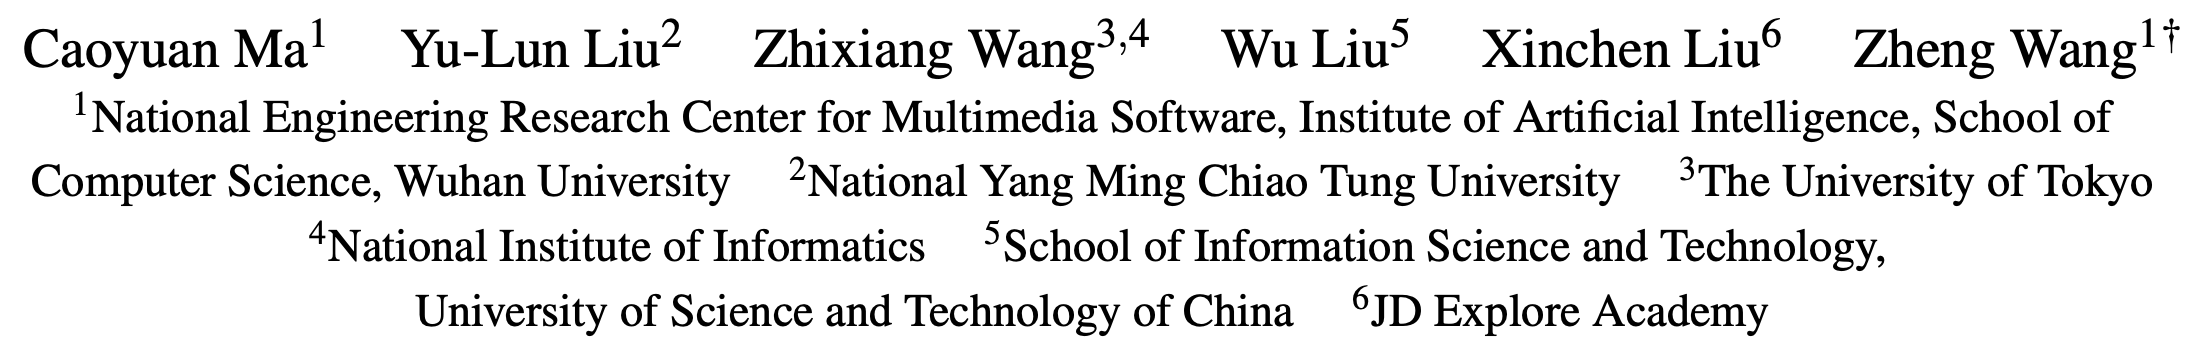 Caoyuan Ma¹ Yu-Lun Liu² Zhixiang Wang³,⁴ Wu Liu⁵ Xinchen Liu⁶ Zheng Wang¹†
¹National Engineering Research Center for Multimedia Software, Institute of Artificial Intelligence, School of
Computer Science, Wuhan University ²National Yang Ming Chiao Tung University ³The University of Tokyo
⁴National Institute of Informatics ⁵School of Information Science and Technology,
University of Science and Technology of China ⁶JD Explore Academy